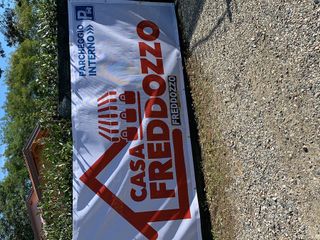 PARCHEGGIO
INTERNO >>>
P
CASA
FREDDOZZO
FREDDOZZO